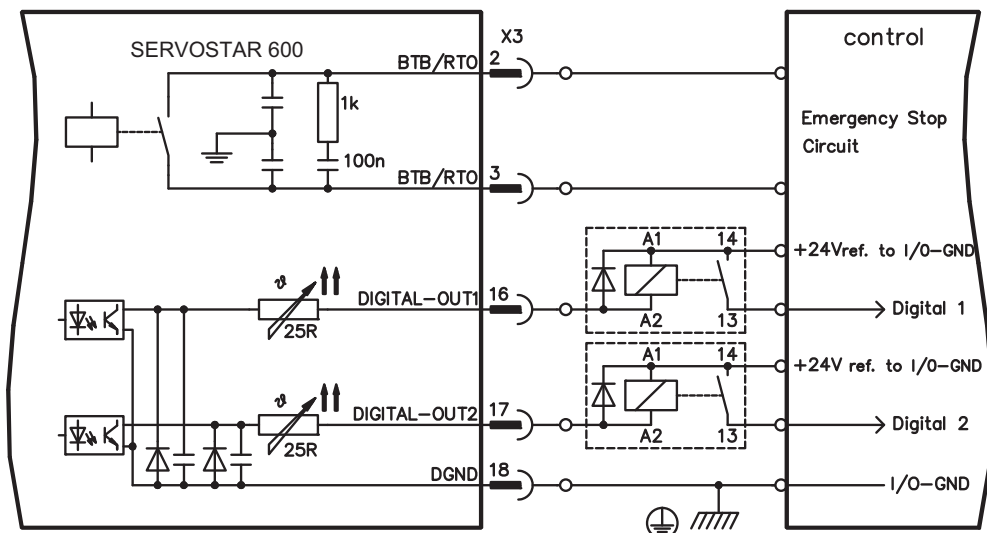 SERVOSTAR 600
X3
control
BTB/RTO
2
1k
100n
Emergency Stop
Circuit
BTB/RTO
3
A1
14
+24Vref. to I/O-GND
ϑ
DIGITAL-OUT1
16
25R
A2
13
Digital 1
A1
14
+24V ref. to I/O-GND
ϑ
DIGITAL-OUT2
17
25R
A2
13
Digital 2
DGND
18
I/O-GND